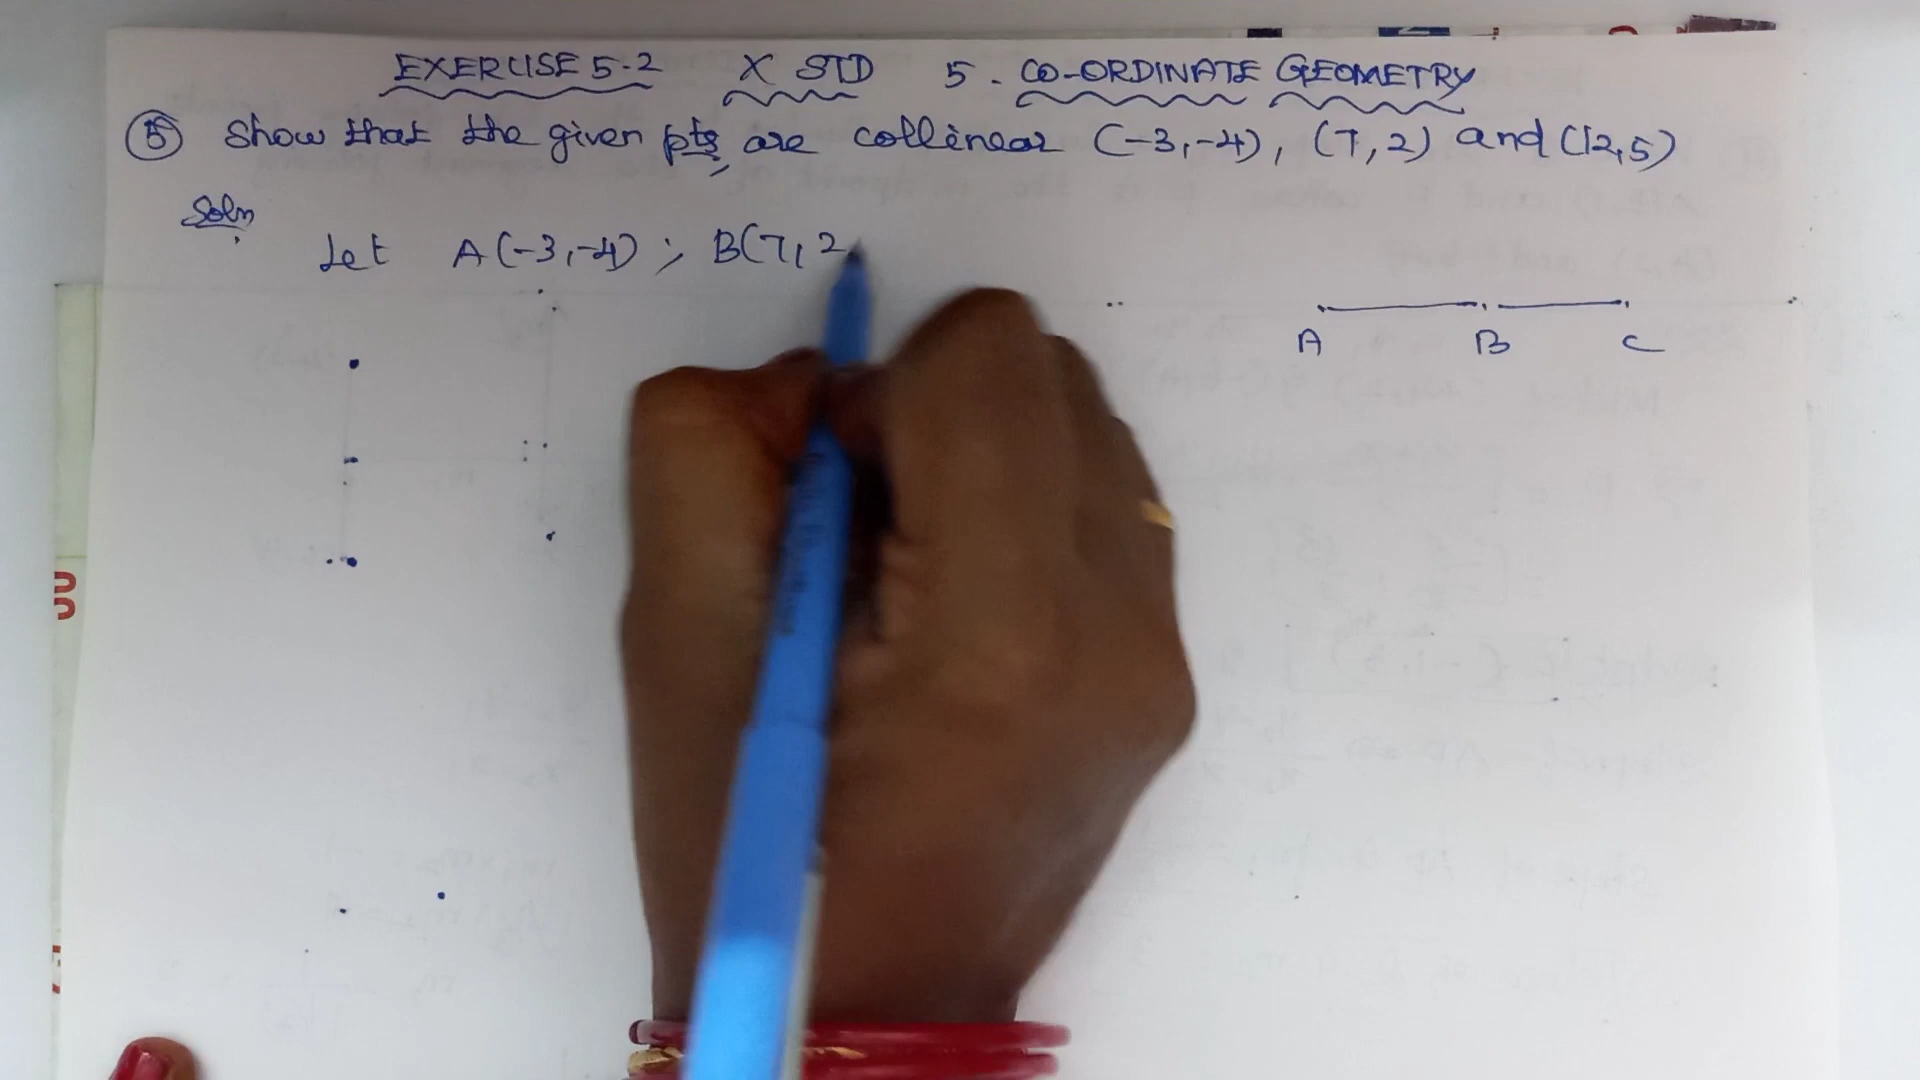 EXERCISE 5.2 X STD 5. CO-ORDINATE GEOMETRY
⑤ Show that the given pts, are collinear (-3,-4), (7,2) and (12,5)
Soln
Let A(-3,-4) ; B(7, 2
A B C